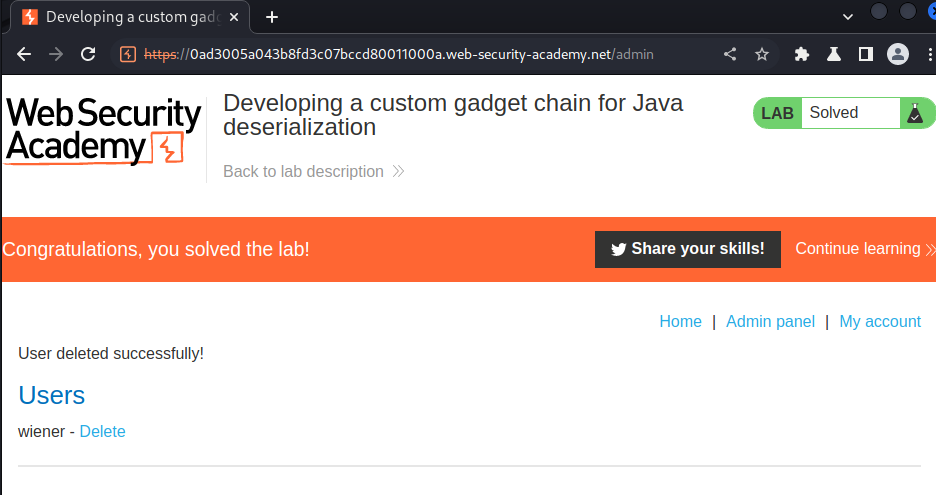 Developing a custom gadg
https://0ad3005a043b8fd3c07bccd80011000a.web-security-academy.net/admin
Web Security
Academy
Developing a custom gadget chain for Java
deserialization
LAB Solved
Back to lab description
Congratulations, you solved the lab!
Share your skills!
Continue learning
Home | Admin panel | My account
User deleted successfully!
Users
wiener - Delete